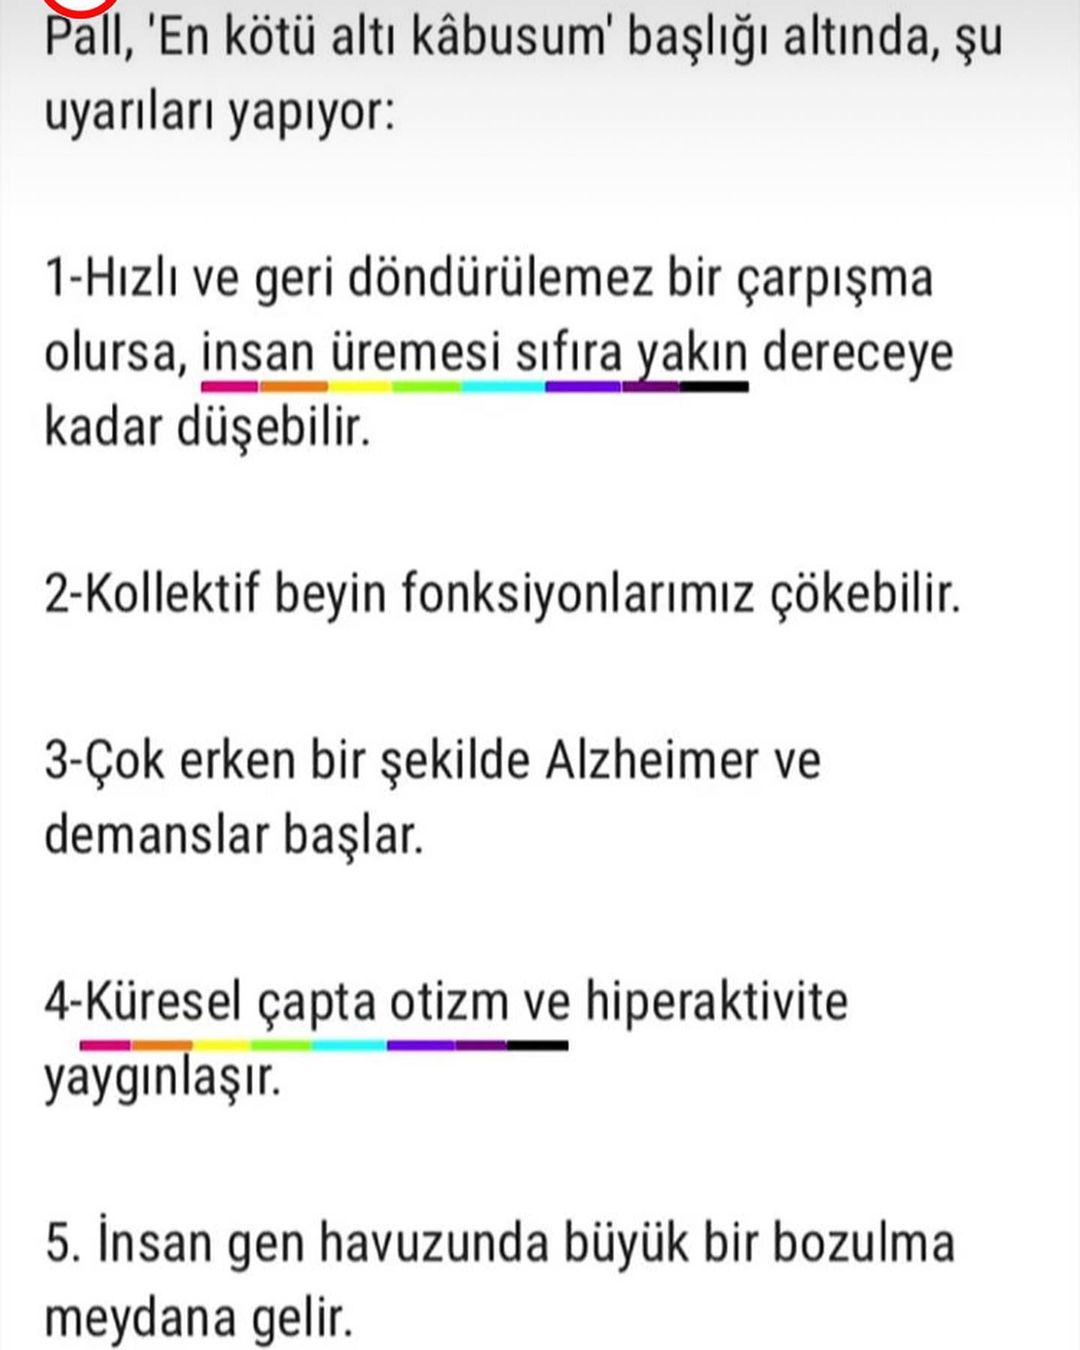 Pall, 'En kötü altı kâbusum' başlığı altında, şu
uyarıları yapıyor:
1-Hızlı ve geri döndürülemez bir çarpışma
olursa, insan üremesi sıfıra yakın dereceye
kadar düşebilir.
2-Kollektif beyin fonksiyonlarımız çökebilir.
3-Çok erken bir şekilde Alzheimer ve
demanslar başlar.
4-Küresel çapta otizm ve hiperaktivite
yaygınlaşır.
5. İnsan gen havuzunda büyük bir bozulma
meydana gelir.